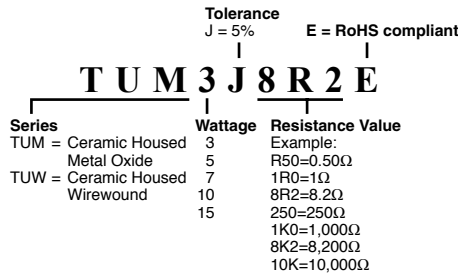 Tolerance
J = 5%
E = RoHS compliant
T U M 3 J 8 R 2 E
Series
TUM = Ceramic Housed
Metal Oxide
TUW = Ceramic Housed
Wirewound
Wattage
3
5
7
10
15
Resistance Value
Example:
R50=0.50Ω
1R0=1Ω
8R2=8.2Ω
250=250Ω
1K0=1,000Ω
8K2=8,200Ω
10K=10,000Ω